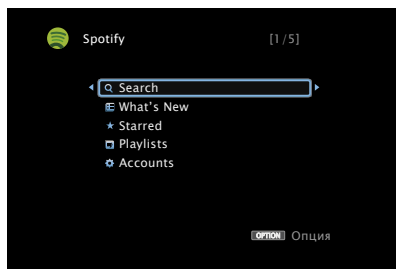 Spotify [1/5]
Search
What's New
Starred
Playlists
Accounts
OPTION Опция